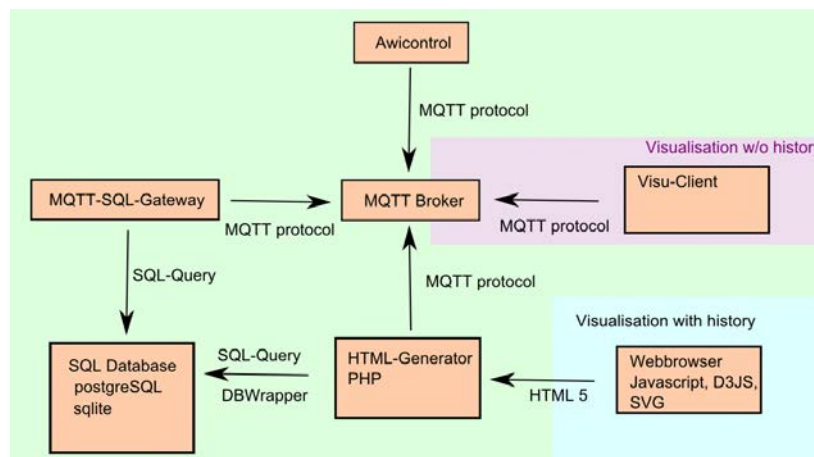 Awicontrol
MQTT protocol
Visualisation w/o history
MQTT-SQL-Gateway
MQTT Broker
Visu-Client
MQTT protocol
MQTT protocol
SQL-Query
MQTT protocol
Visualisation with history
SQL Database
postgreSQL
sqlite
SQL-Query
DBWrapper
HTML-Generator
PHP
HTML 5
Webbrowser
Javascript, D3JS,
SVG